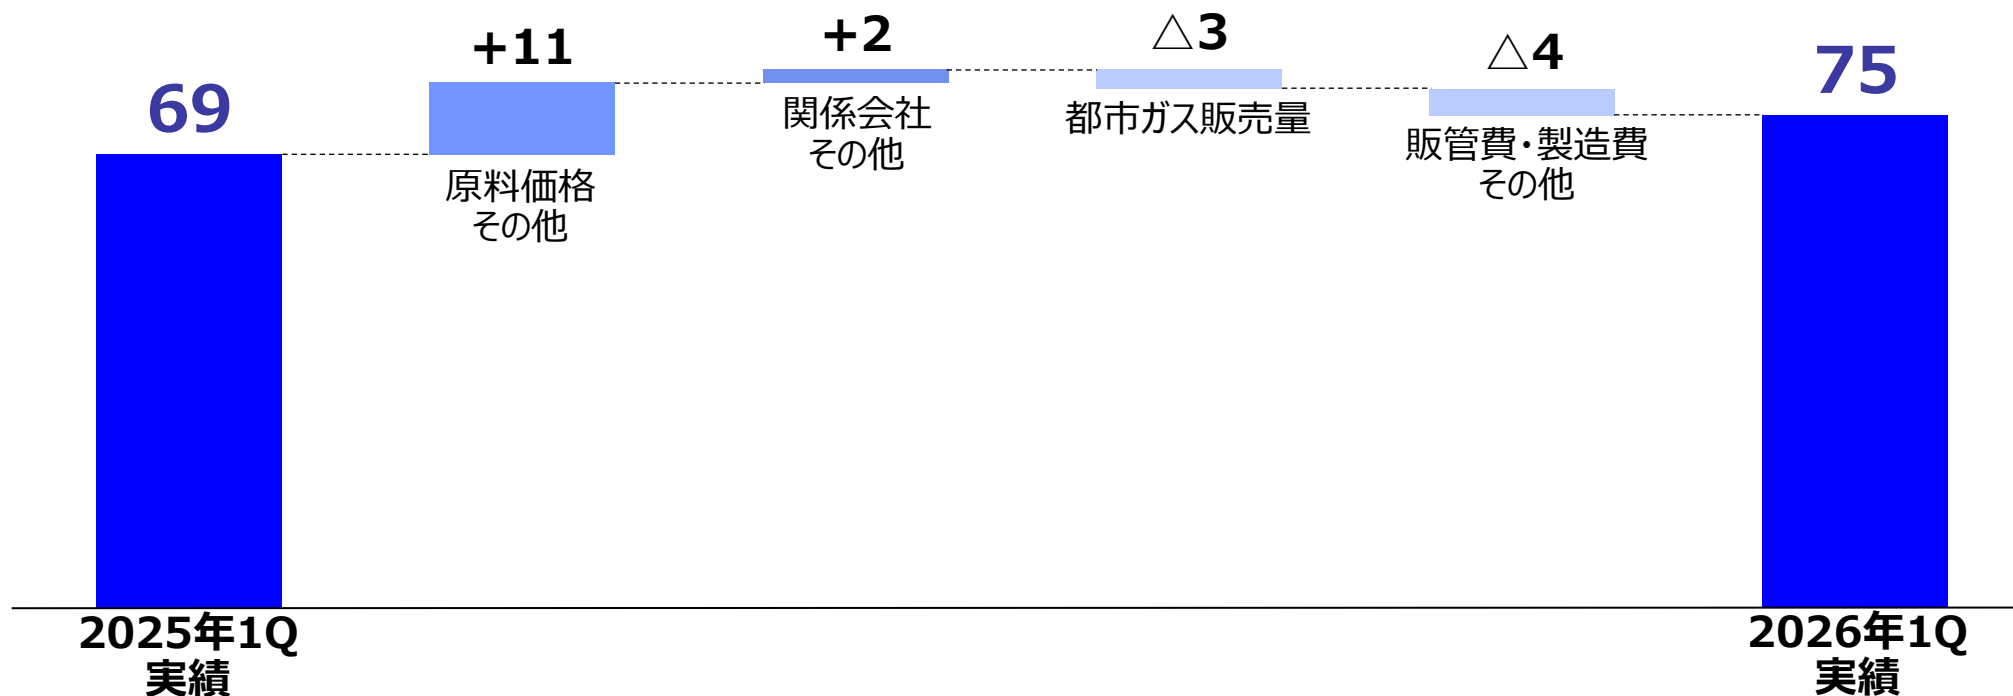 69
+11
原料価格
その他
+2
関係会社
その他
△3
都市ガス販売量
△4
販管費・製造費
その他
75
2025年1Q
実績
2026年1Q
実績